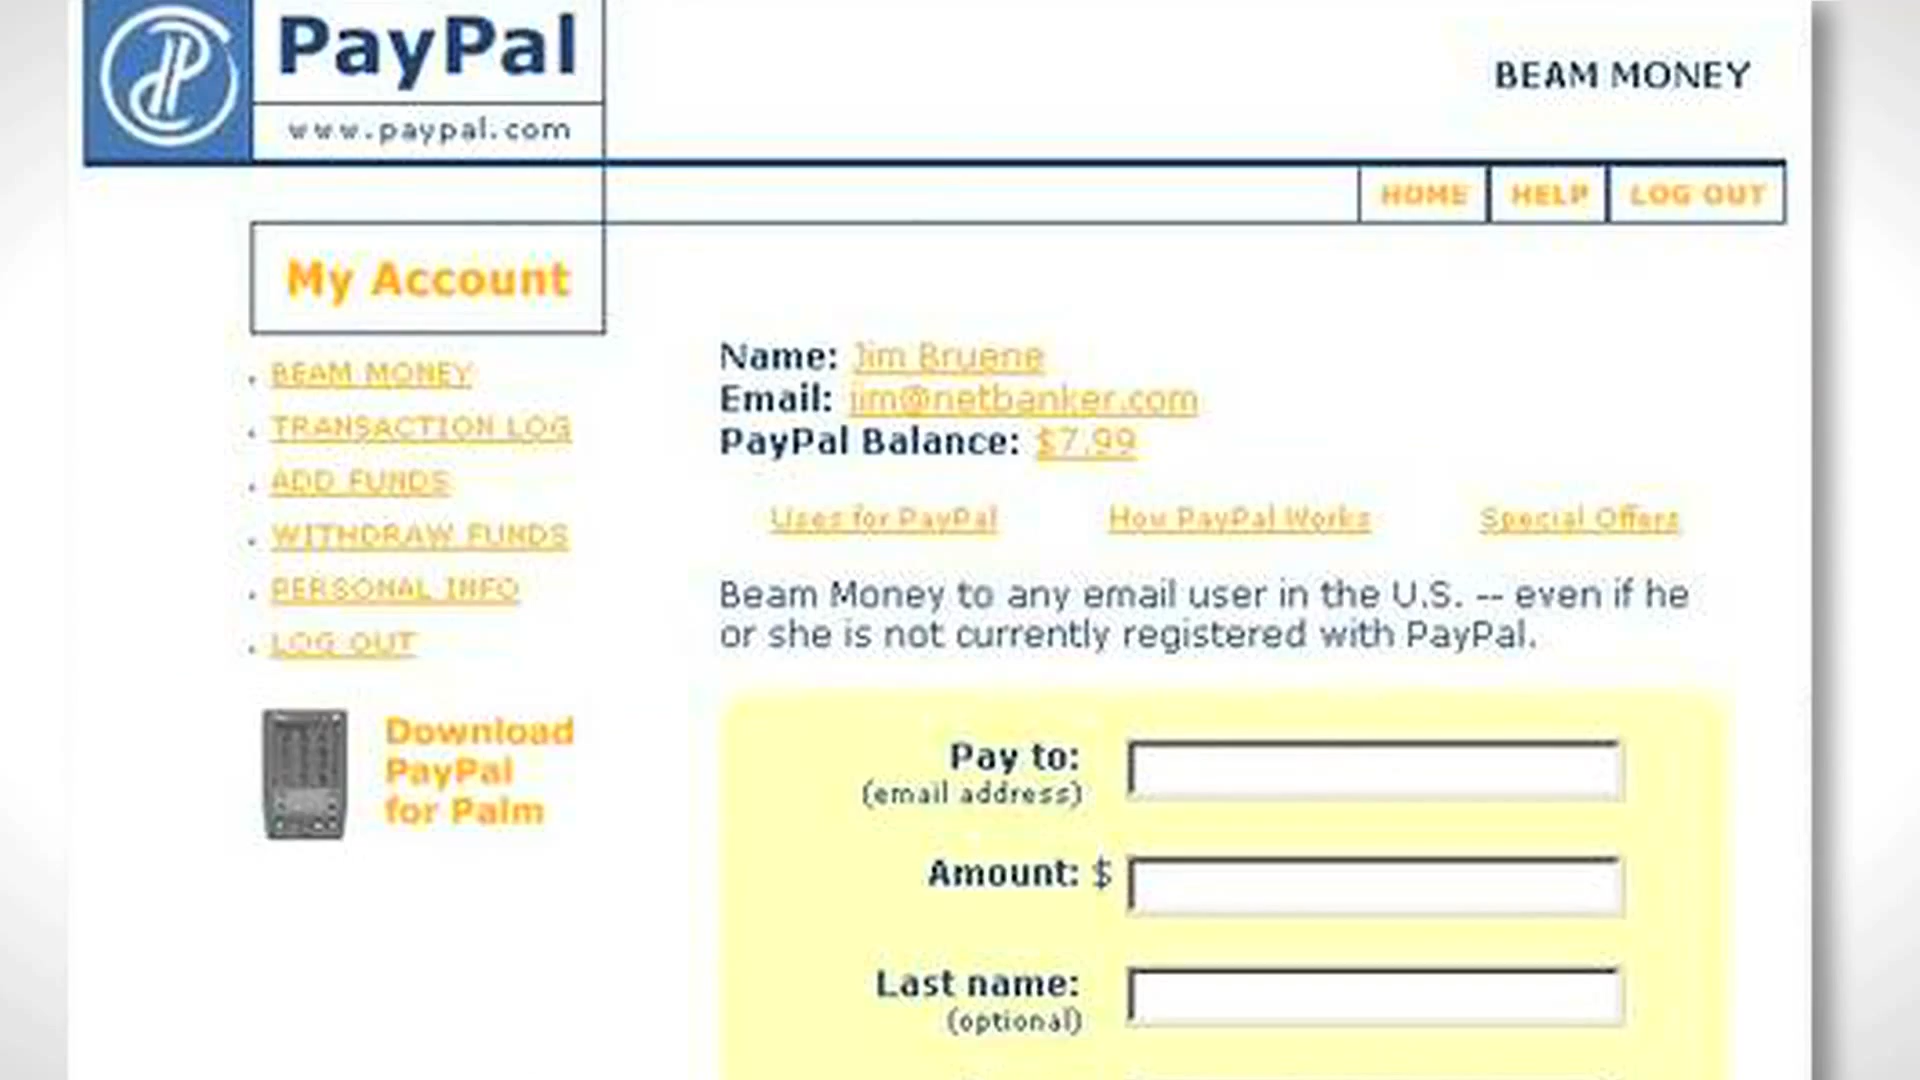 PayPal
www.paypal.com
BEAM MONEY
HOME HELP LOG OUT
My Account
BEAM MONEY
TRANSACTION LOG
ADD FUNDS
WITHDRAW FUNDS
PERSONAL INFO
LOG OUT
Download
PayPal
for Palm
Name: Jim Bruene
Email: jim@netbanker.com
PayPal Balance: $7.99
Uses for PayPal How PayPal Works Special Offers
Beam Money to any email user in the U.S. -- even if he
or she is not currently registered with PayPal.
Pay to:
(email address)
Amount: $
Last name:
(optional)